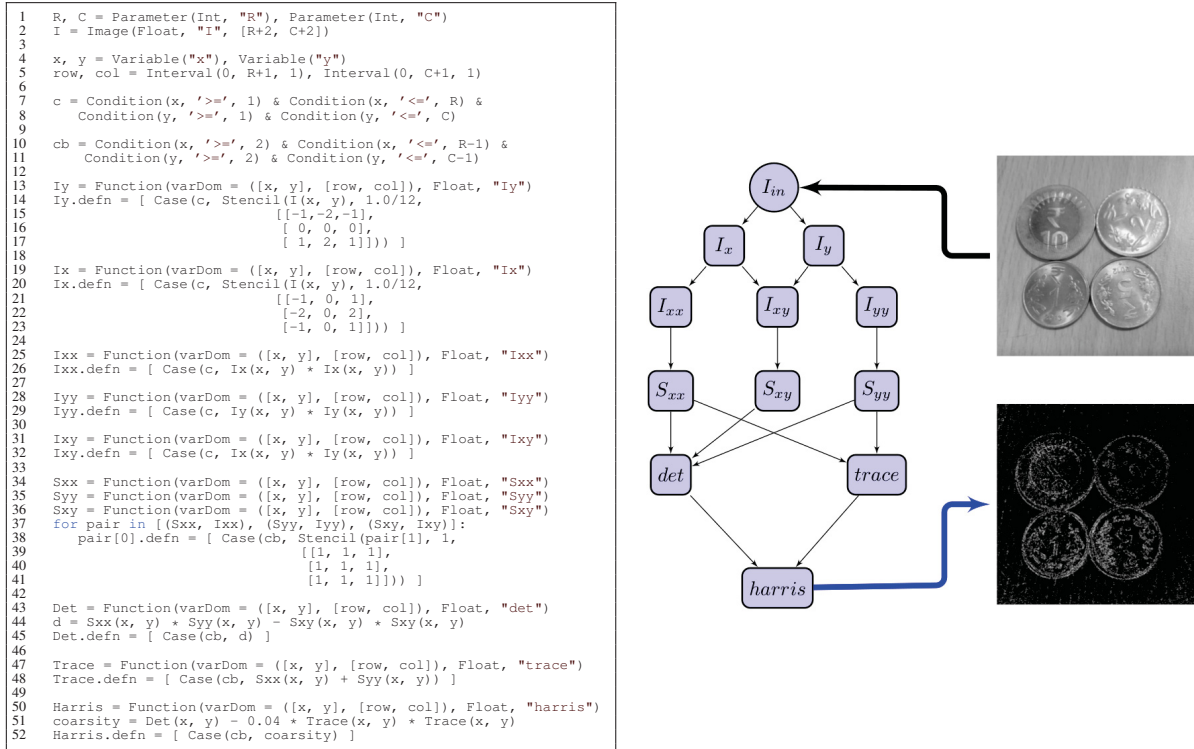 1 R, C = Parameter(Int, "R"), Parameter(Int, "C")
2 I = Image(Float, "I", [R+2, C+2])
3
4 x, y = Variable("x"), Variable("y")
5 row, col = Interval(0, R+1, 1), Interval(0, C+1, 1)
6
7 c = Condition(x, '>=', 1) & Condition(x, '<=', R) &
8 Condition(y, '>=', 1) & Condition(y, '<=', C)
9
10 cb = Condition(x, '>=', 2) & Condition(x, '<=', R-1) &
11 Condition(y, '>=', 2) & Condition(y, '<=', C-1)
12
13 Iy = Function(varDom = ([x, y], [row, col]), Float, "Iy")
14 Iy.defn = [ Case(c, Stencil(I(x, y), 1.0/12,
15 [[-1,-2,-1],
16 [ 0, 0, 0],
17 [ 1, 2, 1]])) ]
18
19 Ix = Function(varDom = ([x, y], [row, col]), Float, "Ix")
20 Ix.defn = [ Case(c, Stencil(I(x, y), 1.0/12,
21 [[-1, 0, 1],
22 [-2, 0, 2],
23 [-1, 0, 1]])) ]
24
25 Ixx = Function(varDom = ([x, y], [row, col]), Float, "Ixx")
26 Ixx.defn = [ Case(c, Ix(x, y) * Ix(x, y)) ]
27
28 Iyy = Function(varDom = ([x, y], [row, col]), Float, "Iyy")
29 Iyy.defn = [ Case(c, Iy(x, y) * Iy(x, y)) ]
30
31 Ixy = Function(varDom = ([x, y], [row, col]), Float, "Ixy")
32 Ixy.defn = [ Case(c, Ix(x, y) * Iy(x, y)) ]
33
34 Sxx = Function(varDom = ([x, y], [row, col]), Float, "Sxx")
35 Syy = Function(varDom = ([x, y], [row, col]), Float, "Syy")
36 Sxy = Function(varDom = ([x, y], [row, col]), Float, "Sxy")
37 for pair in [(Sxx, Ixx), (Syy, Iyy), (Sxy, Ixy)]:
38 pair[0].defn = [ Case(cb, Stencil(pair[1], 1,
39 [[1, 1, 1],
40 [1, 1, 1],
41 [1, 1, 1]])) ]
42
43 Det = Function(varDom = ([x, y], [row, col]), Float, "det")
44 d = Sxx(x, y) * Syy(x, y) - Sxy(x, y) * Sxy(x, y)
45 Det.defn = [ Case(cb, d) ]
46
47 Trace = Function(varDom = ([x, y], [row, col]), Float, "trace")
48 Trace.defn = [ Case(cb, Sxx(x, y) + Syy(x, y)) ]
49
50 Harris = Function(varDom = ([x, y], [row, col]), Float, "harris")
51 coarsity = Det(x, y) - 0.04 * Trace(x, y) * Trace(x, y)
52 Harris.defn = [ Case(cb, coarsity) ]
I_in
I_x I_y
I_xx I_xy I_yy
S_xx S_xy S_yy
det trace
harris
₹
10